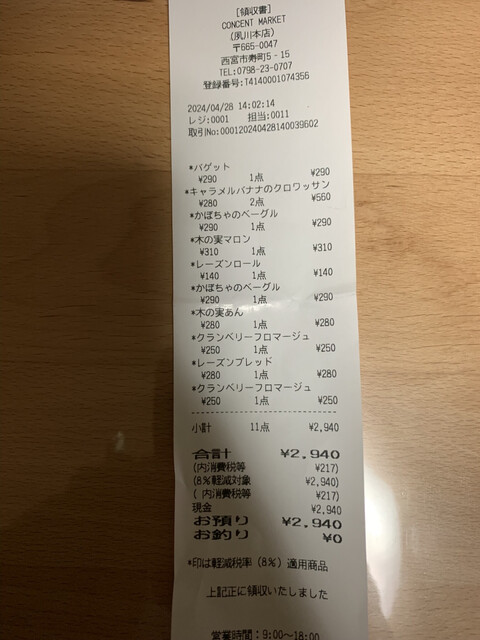 [領収書]
CONCENT MARKET
(夙川本店)
〒665-0047
西宮市寿町5‐15
TEL:0798-23-0707
登録番号:T4140001074356
2024/04/28 14:02:14
レジ:0001 担当:0011
取引No:000120240428140039602
*バゲット
¥290 1点 ¥290
*キャラメルバナナのクロワッサン
¥280 2点 ¥560
*かぼちゃのベーグル
¥290 1点 ¥290
*木の実マロン
¥310 1点 ¥310
*レーズンロール
¥140 1点 ¥140
*かぼちゃのベーグル
¥290 1点 ¥290
*木の実あん
¥280 1点 ¥280
*クランベリーフロマージュ
¥250 1点 ¥250
*レーズンブレッド
¥280 1点 ¥280
*クランベリーフロマージュ
¥250 1点 ¥250
小計 11点 ¥2,940
合計 ¥2,940
(内消費税等 ¥217)
(8%軽減対象 ¥2,940)
( 内消費税等 ¥217)
現金 ¥2,940
お預り ¥2,940
お釣り ¥0
*印は軽減税率(8%)適用商品
上記正に領収いたしました
営業時間:9:00~18:00